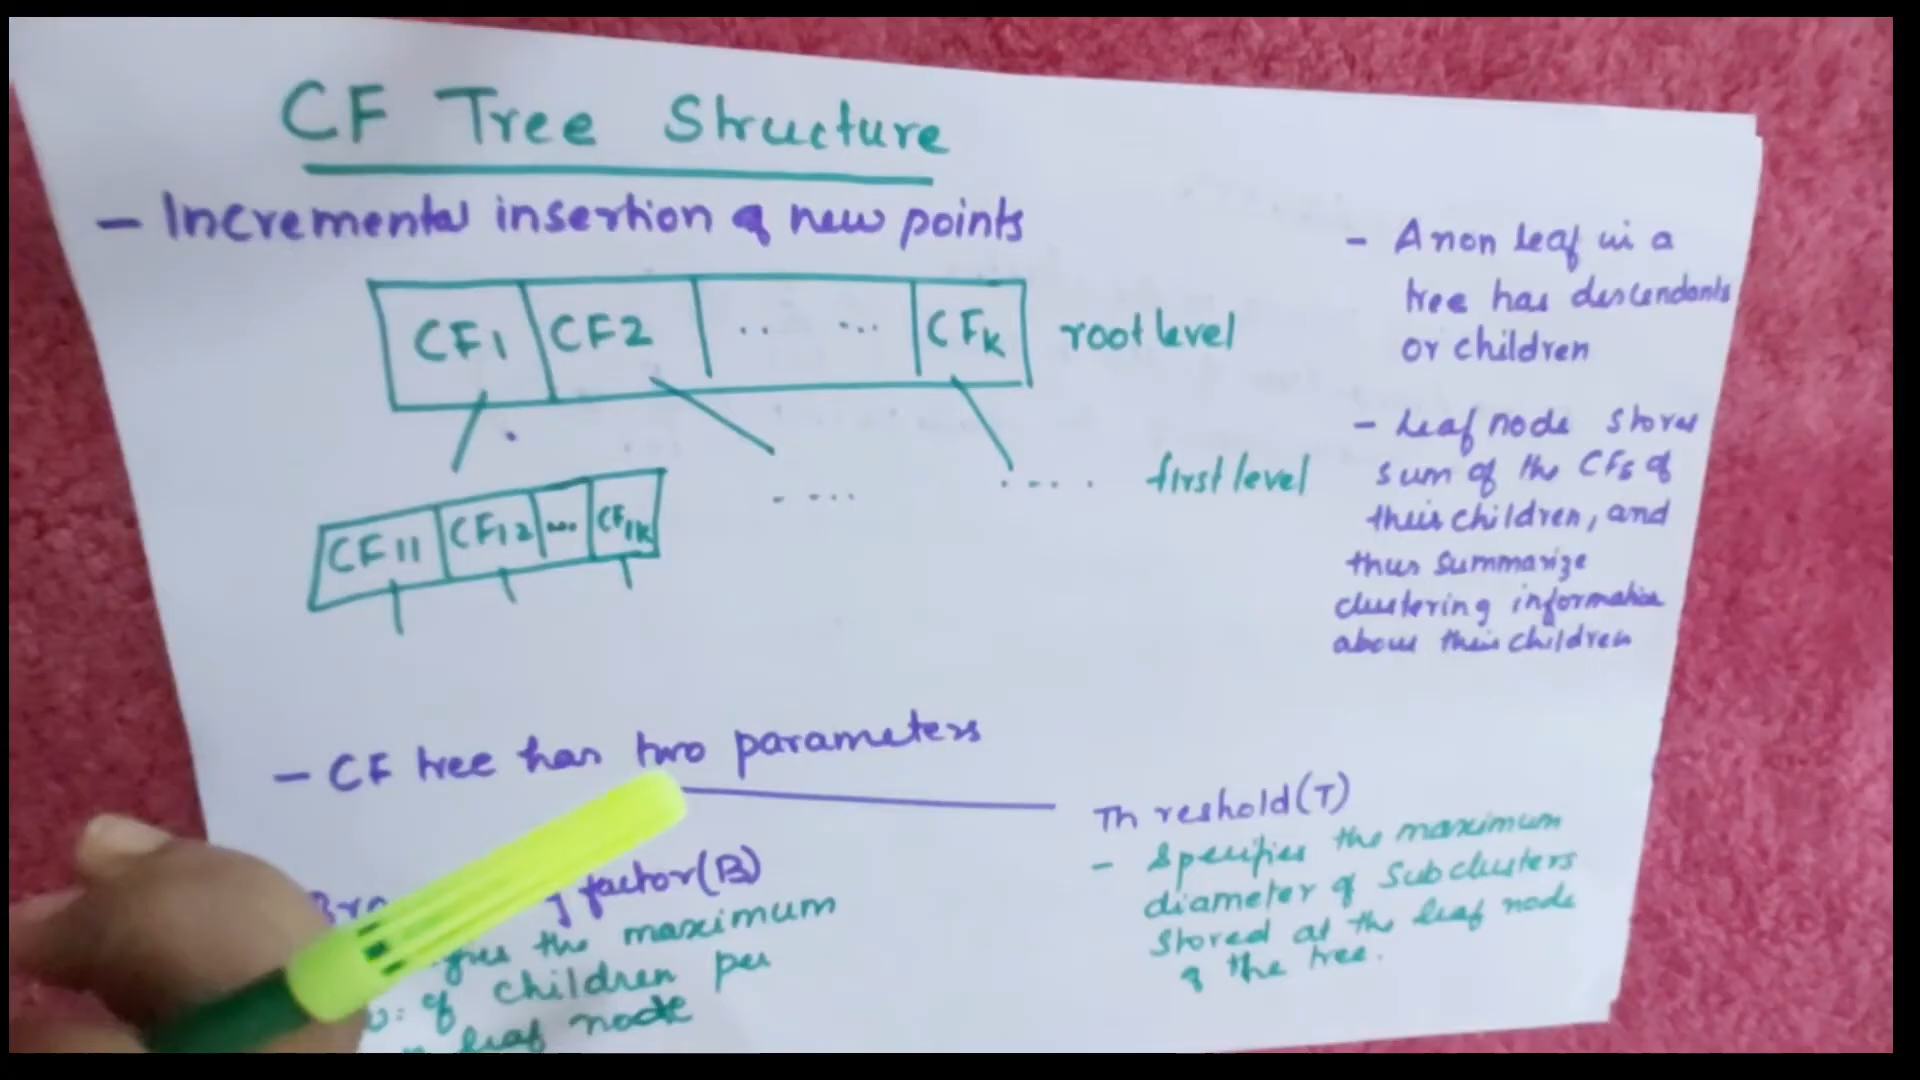 CF Tree Structure
- Incremental insertion of new points
CF1 CF2 .. ... CFK root level
.... .... first level
CF11 CF12 ... CF1K
- A non leaf in a
tree has descendants
or children
- Leaf node stores
sum of the CFs of
their children, and
thus summarize
clustering information
about their children
- CF tree has two parameters
factor(B)
the maximum
of children per
leaf node
Threshold(T)
- Specifies the maximum
diameter of Subclusters
stored at the leaf node
of the tree.